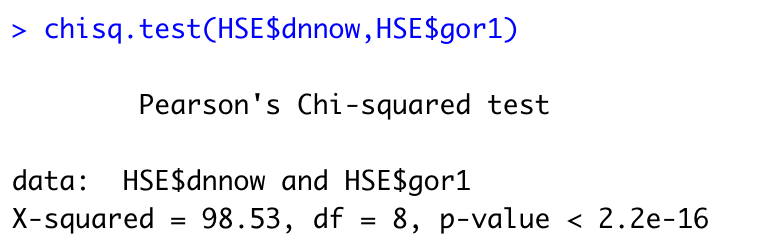 > chisq.test(HSE$dnnow,HSE$gor1)
Pearson's Chi-squared test
data:  HSE$dnnow and HSE$gor1
X-squared = 98.53, df = 8, p-value < 2.2e-16